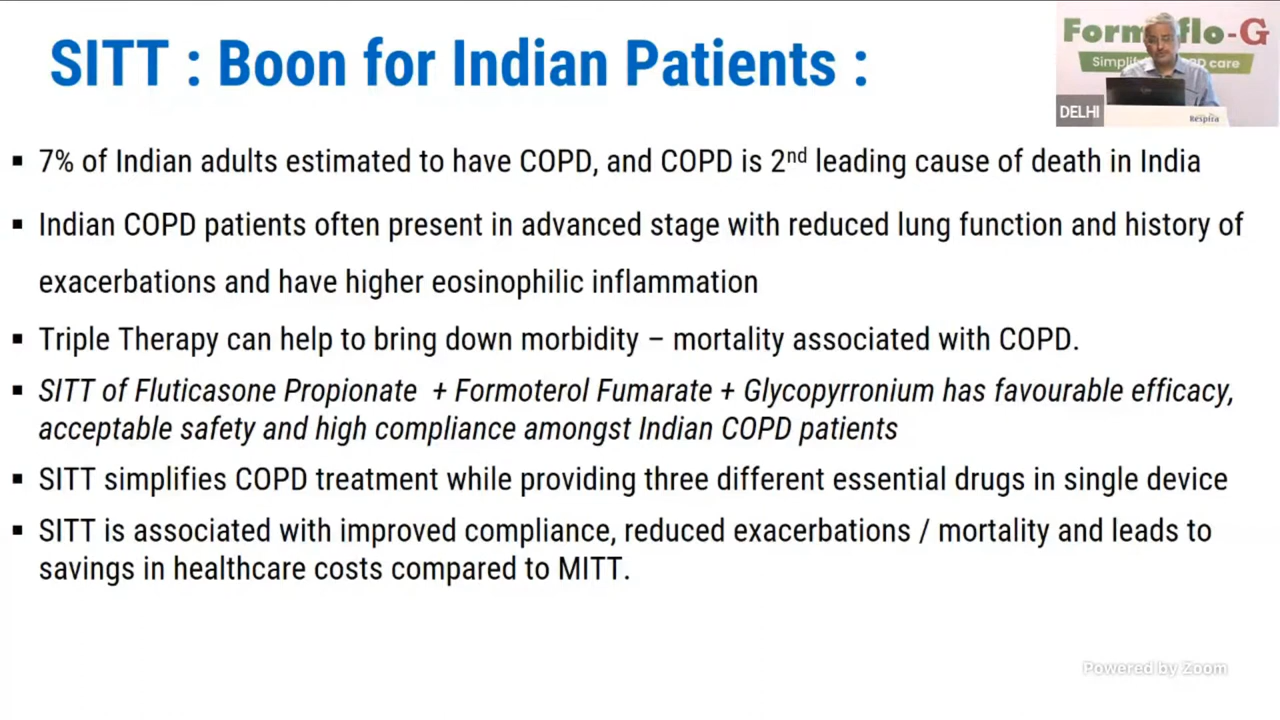 SITT : Boon for Indian Patients :
-G
DELHI
Respira
▪ 7% of Indian adults estimated to have COPD, and COPD is 2nd leading cause of death in India
▪ Indian COPD patients often present in advanced stage with reduced lung function and history of
exacerbations and have higher eosinophilic inflammation
▪ Triple Therapy can help to bring down morbidity – mortality associated with COPD.
▪ SITT of Fluticasone Propionate + Formoterol Fumarate + Glycopyrronium has favourable efficacy,
acceptable safety and high compliance amongst Indian COPD patients
▪ SITT simplifies COPD treatment while providing three different essential drugs in single device
▪ SITT is associated with improved compliance, reduced exacerbations / mortality and leads to
savings in healthcare costs compared to MITT.
Powered by Zoom